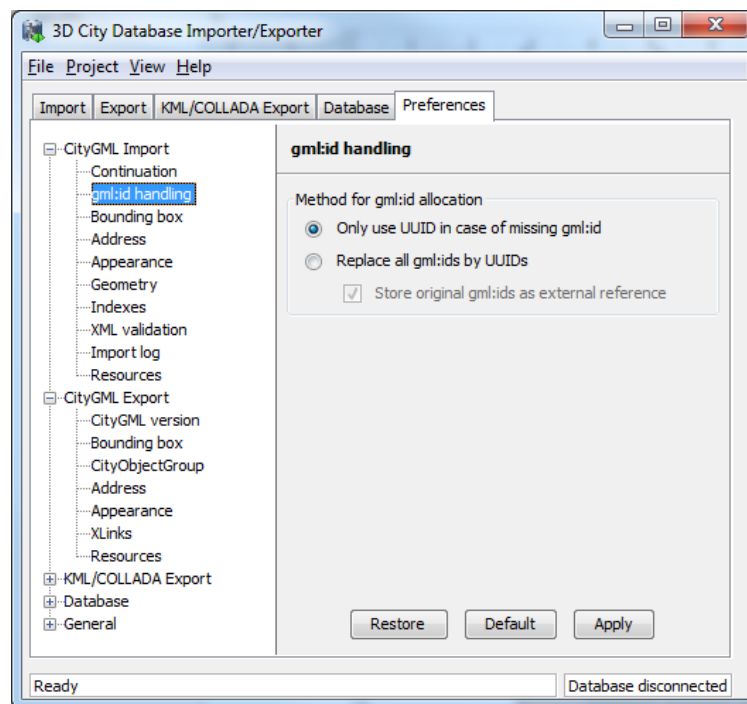 3D City Database Importer/Exporter
File Project View Help
Import Export KML/COLLADA Export Database Preferences
CityGML Import
Continuation
gml:id handling
Bounding box
Address
Appearance
Geometry
Indexes
XML validation
Import log
Resources
CityGML Export
CityGML version
Bounding box
CityObjectGroup
Address
Appearance
XLinks
Resources
KML/COLLADA Export
Database
General
gml:id handling
Method for gml:id allocation
Only use UUID in case of missing gml:id
Replace all gml:ids by UUIDs
Store original gml:ids as external reference
Restore Default Apply
Ready Database disconnected